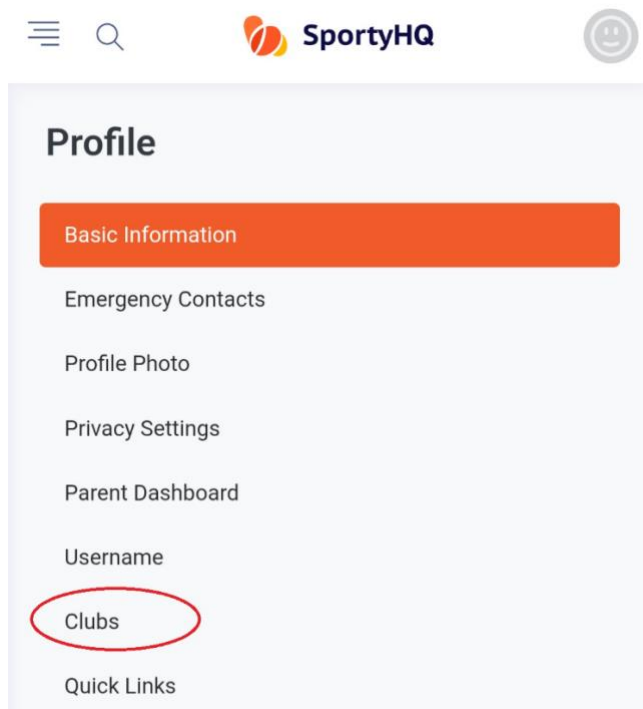 SportyHQ
Profile
Basic Information
Emergency Contacts
Profile Photo
Privacy Settings
Parent Dashboard
Username
Clubs
Quick Links